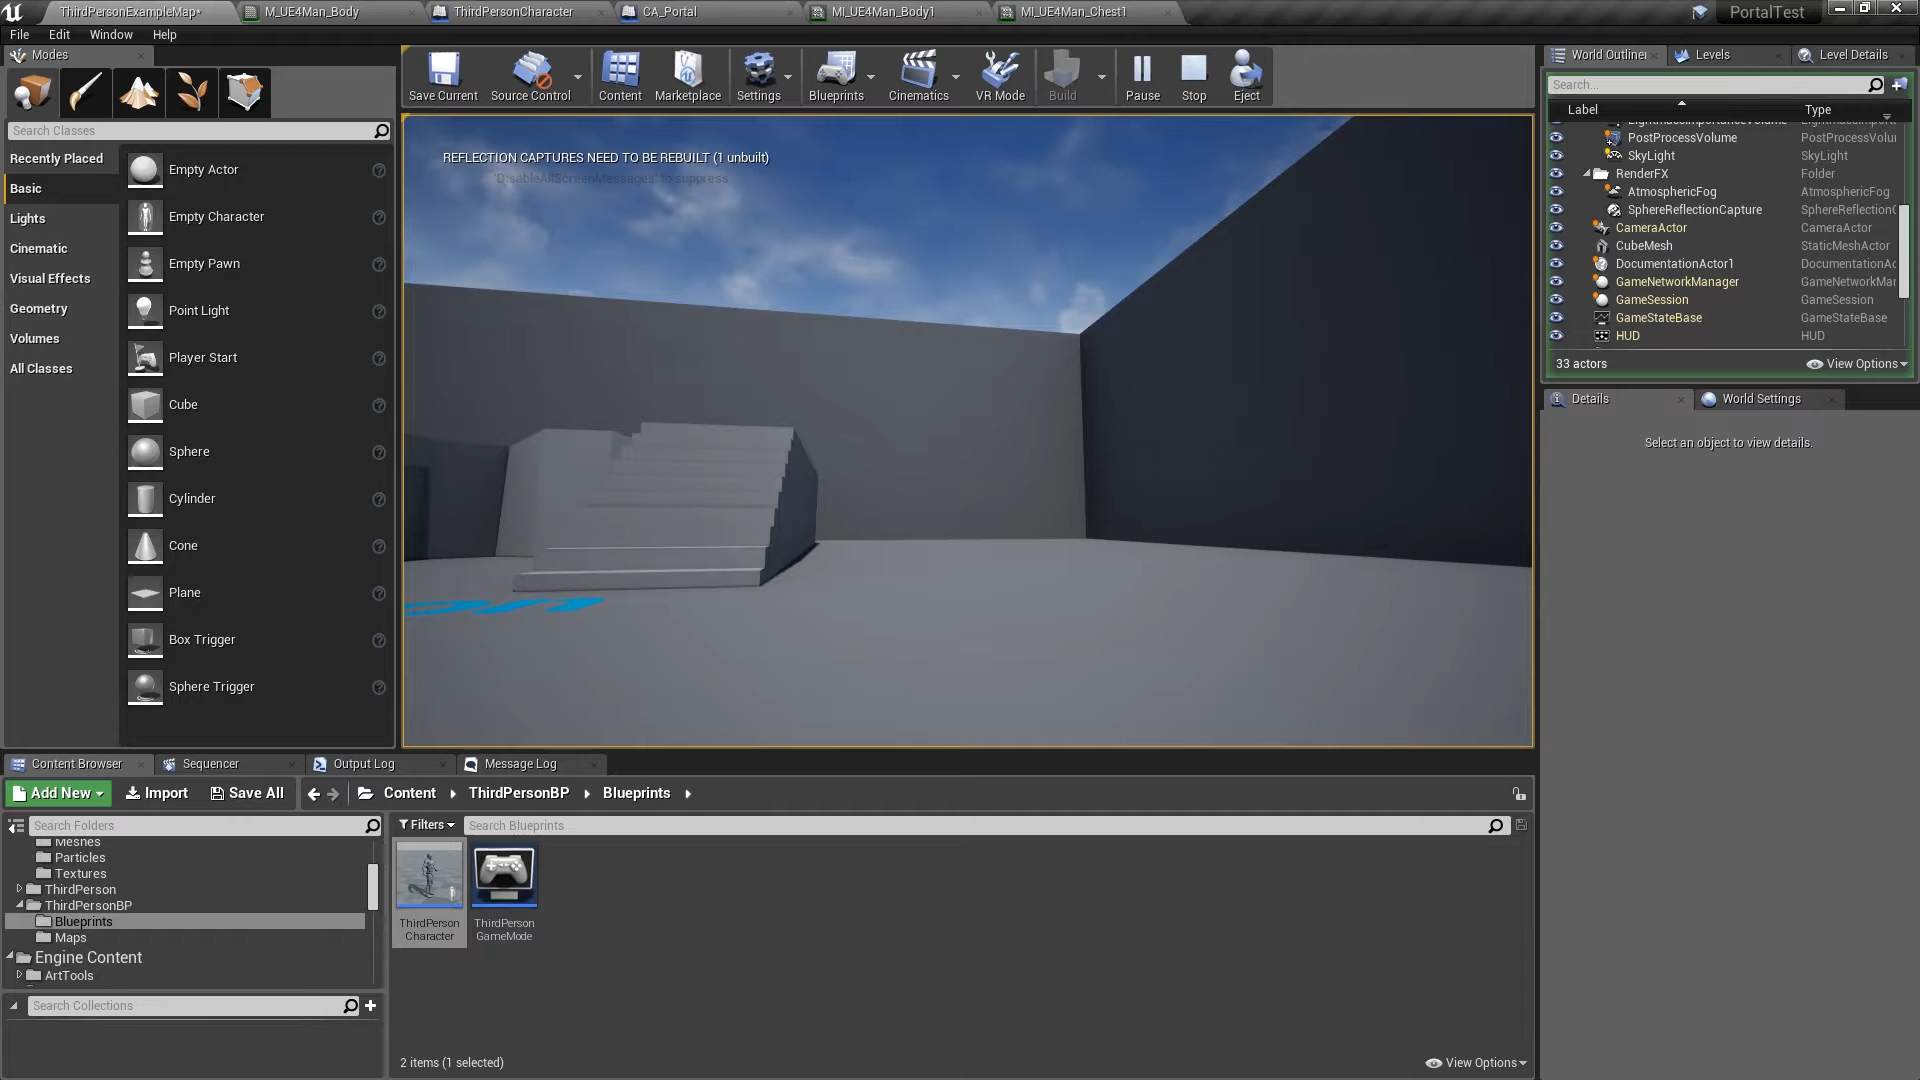 ThirdPersonExampleMap*
M_UE4Man_Body
ThirdPersonCharacter
CA_Portal
MI_UE4Man_Body1
MI_UE4Man_Chest1
PortalTest
File Edit Window Help
Modes
Search Classes
Recently Placed
Basic
Lights
Cinematic
Visual Effects
Geometry
Volumes
All Classes
Empty Actor
Empty Character
Empty Pawn
Point Light
Player Start
Cube
Sphere
Cylinder
Cone
Plane
Box Trigger
Sphere Trigger
Save Current
Source Control
Content
Marketplace
Settings
Blueprints
Cinematics
VR Mode
Build
Pause
Stop
Eject
REFLECTION CAPTURES NEED TO BE REBUILT (1 unbuilt)
'DisableAllScreenMessages' to suppress
World Outliner
Levels
Level Details
Search...
Label Type
PostProcessVolume PostProcessVolu
SkyLight SkyLight
RenderFX Folder
AtmosphericFog AtmosphericFog
SphereReflectionCapture SphereReflectionC
CameraActor CameraActor
CubeMesh StaticMeshActor
DocumentationActor1 DocumentationAc
GameNetworkManager GameNetworkMar
GameSession GameSession
GameStateBase GameStateBase
HUD HUD
33 actors
View Options
Details
World Settings
Select an object to view details.
Content Browser
Sequencer
Output Log
Message Log
Add New
Import
Save All
Content
ThirdPersonBP
Blueprints
Search Folders
Meshes
Particles
Textures
ThirdPerson
ThirdPersonBP
Blueprints
Maps
Engine Content
ArtTools
Search Collections
Filters
Search Blueprints
ThirdPerson
Character
ThirdPerson
GameMode
2 items (1 selected)
View Options